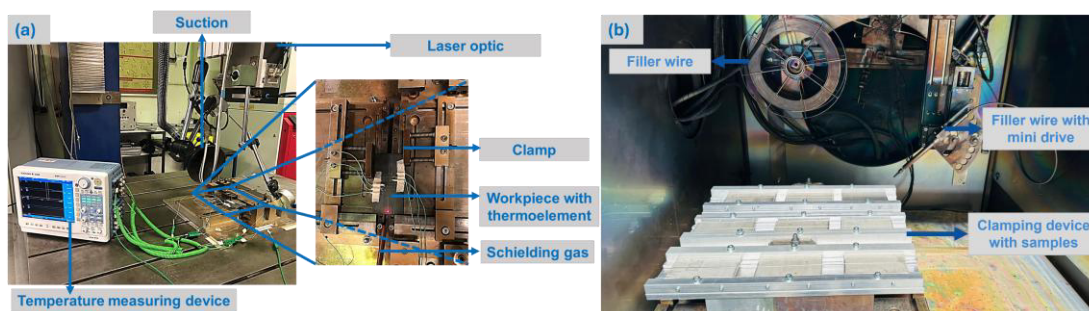 (a)
Suction
Laser optic
Clamp
Workpiece with
thermoelement
Schielding gas
Temperature measuring device
(b)
Filler wire
Filler wire with
mini drive
Clamping device
with samples